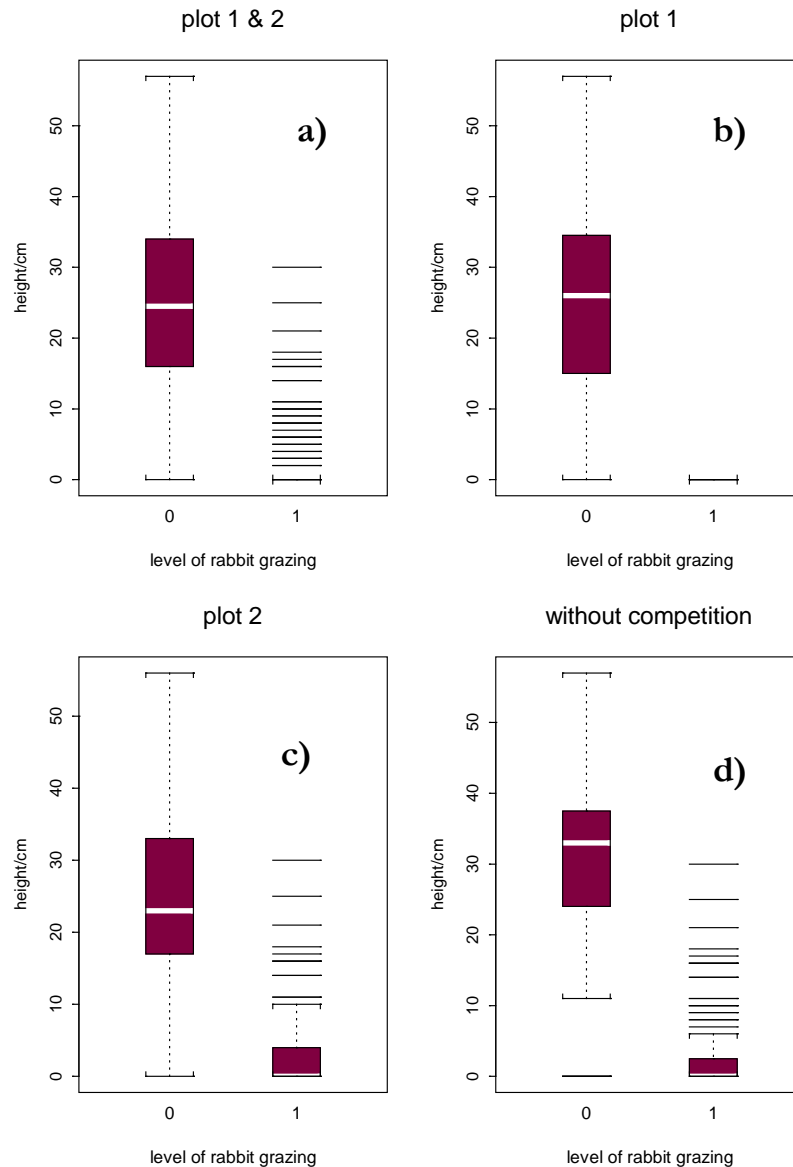 plot 1 & 2
a)
height/cm
50
40
30
20
10
0
0 1
level of rabbit grazing
plot 1
b)
height/cm
50
40
30
20
10
0
0 1
level of rabbit grazing
plot 2
c)
height/cm
50
40
30
20
10
0
0 1
level of rabbit grazing
without competition
d)
height/cm
50
40
30
20
10
0
0 1
level of rabbit grazing